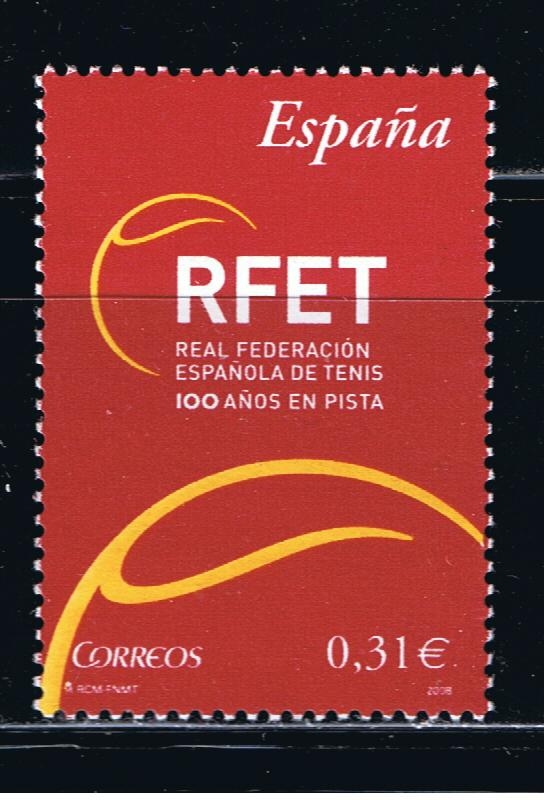 España
RFET
REAL FEDERACIÓN
ESPAÑOLA DE TENIS
100 AÑOS EN PISTA
CORREOS
0,31€
RCM-FNMT
2008